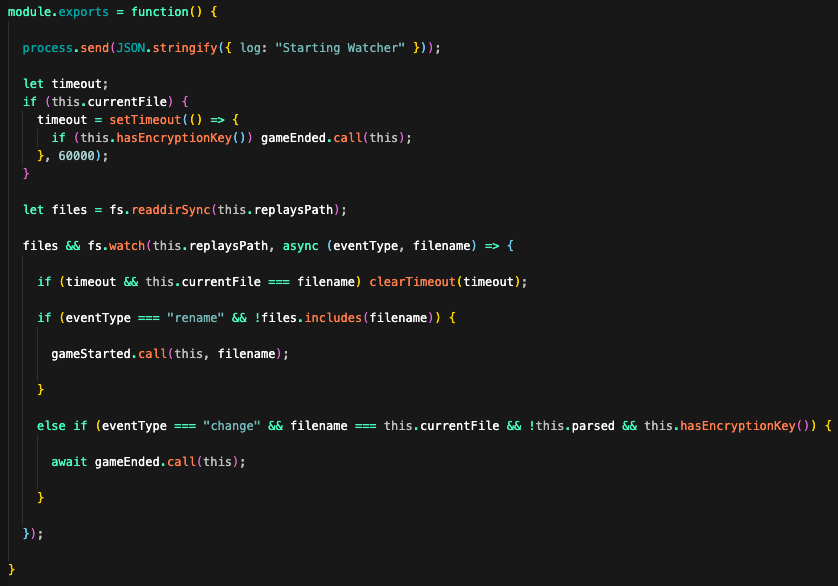 module.exports = function() {
process.send(JSON.stringify({ log: "Starting Watcher" }));
let timeout;
if (this.currentFile) {
timeout = setTimeout(() => {
if (this.hasEncryptionKey()) gameEnded.call(this);
}, 60000);
}
let files = fs.readdirSync(this.replaysPath);
files && fs.watch(this.replaysPath, async (eventType, filename) => {
if (timeout && this.currentFile === filename) clearTimeout(timeout);
if (eventType === "rename" && !files.includes(filename)) {
gameStarted.call(this, filename);
}
else if (eventType === "change" && filename === this.currentFile && !this.parsed && this.hasEncryptionKey()) {
await gameEnded.call(this);
}
});
}